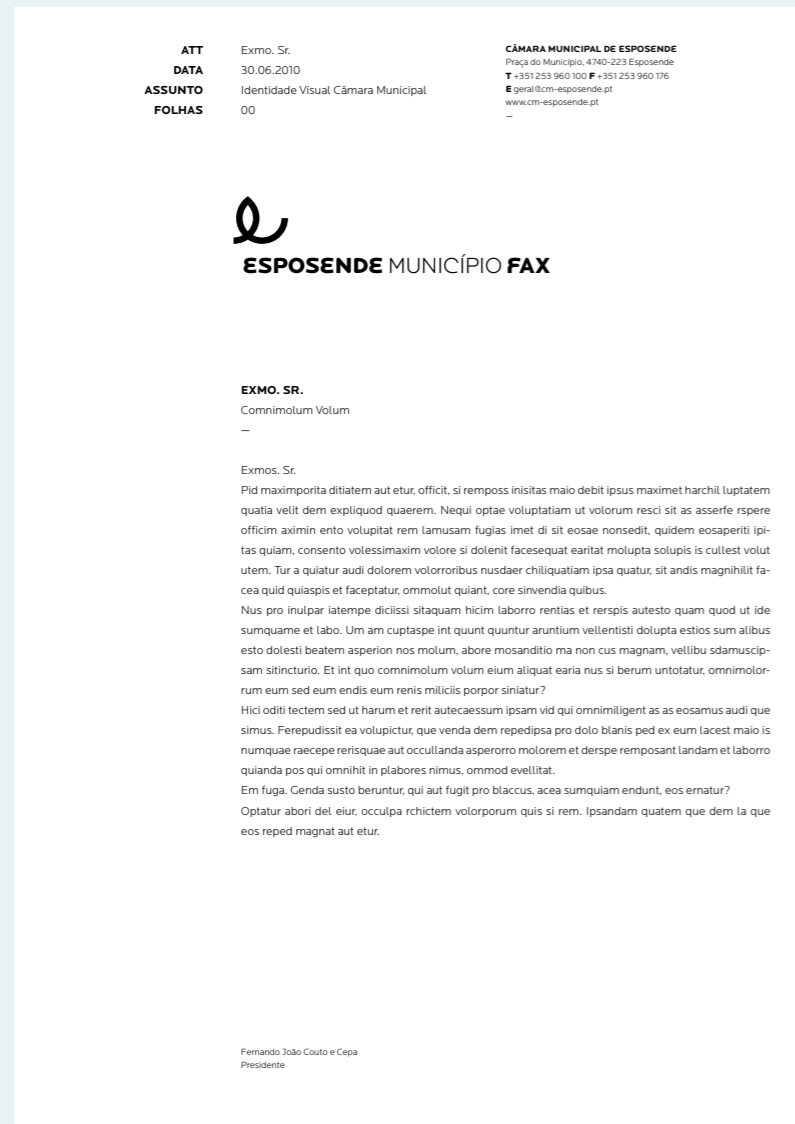 ATT Exmo. Sr.
DATA 30.06.2010
ASSUNTO Identidade Visual Câmara Municipal
FOLHAS 00
CÂMARA MUNICIPAL DE ESPOSENDE
Praça do Município, 4740-223 Esposende
T +351 253 960 100 F +351 253 960 176
E geral@cm-esposende.pt
www.cm-esposende.pt
—
ESPOSENDE MUNICÍPIO FAX
EXMO. SR.
Comnimolum Volum
—
Exmos. Sr.
Pid maximporita ditiatem aut etur, officit, si remposs inisitas maio debit ipsus maximet harchil luptatem
quatia velit dem expliquod quaerem. Nequi optae voluptatiam ut volorum resci sit as asserfe rspere
officim aximin ento volupitat rem lamusam fugias imet di sit eosae nonsedit, quidem eosaperiti ipi-
tas quiam, consento volessimaxim volore si dolenit facesequat earitat molupta solupis is cullest volut
utem. Tur a quiatur audi dolorem volorroribus nusdaer chiliquatiam ipsa quatur, sit andis magnihilit fa-
cea quid quiaspis et faceptatur, ommolut quiant, core sinvendia quibus.
Nus pro inulpar iatempe diciissi sitaquam hicim laborro rentias et rerspis autesto quam quod ut ide
sumquame et labo. Um am cuptaspe int quunt quuntur aruntium vellentisti dolupta estios sum alibus
esto dolesti beatem asperion nos molum, abore mosanditio ma non cus magnam, vellibu sdamuscip-
sam sitincturio. Et int quo comnimolum volum eium aliquat earia nus si berum untotatur, omnimolor-
rum eum sed eum endis eum renis miliciis porpor siniatur?
Hici oditi tectem sed ut harum et rerit autecaessum ipsam vid qui omnimiligent as as eosamus audi que
simus. Ferepudissit ea volupictur, que venda dem repedipsa pro dolo blanis ped ex eum lacest maio is
numquae raecepe rerisquae aut occullanda asperorro molorem et derspe remposant landam et laborro
quianda pos qui omnihit in plabores nimus, ommod evellitat.
Em fuga. Genda susto beruntur, qui aut fugit pro blaccus, acea sumquiam endunt, eos ernatur?
Optatur abori del eiur, occulpa rchictem volorporum quis si rem. Ipsandam quatem que dem la que
eos reped magnat aut etur.
Fernando João Couto e Cepa
Presidente